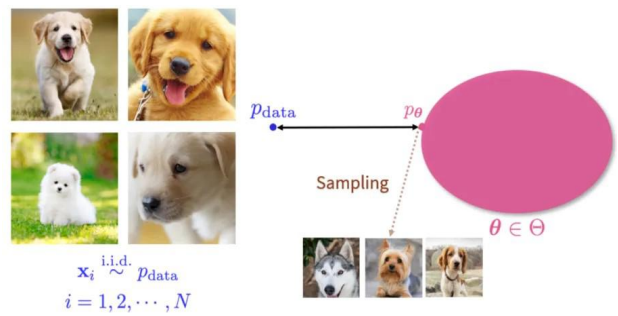 p_data
p_θ
Sampling
θ ∈ Θ
x_i i.i.d. ~ p_data
i = 1, 2, ⋯ , N